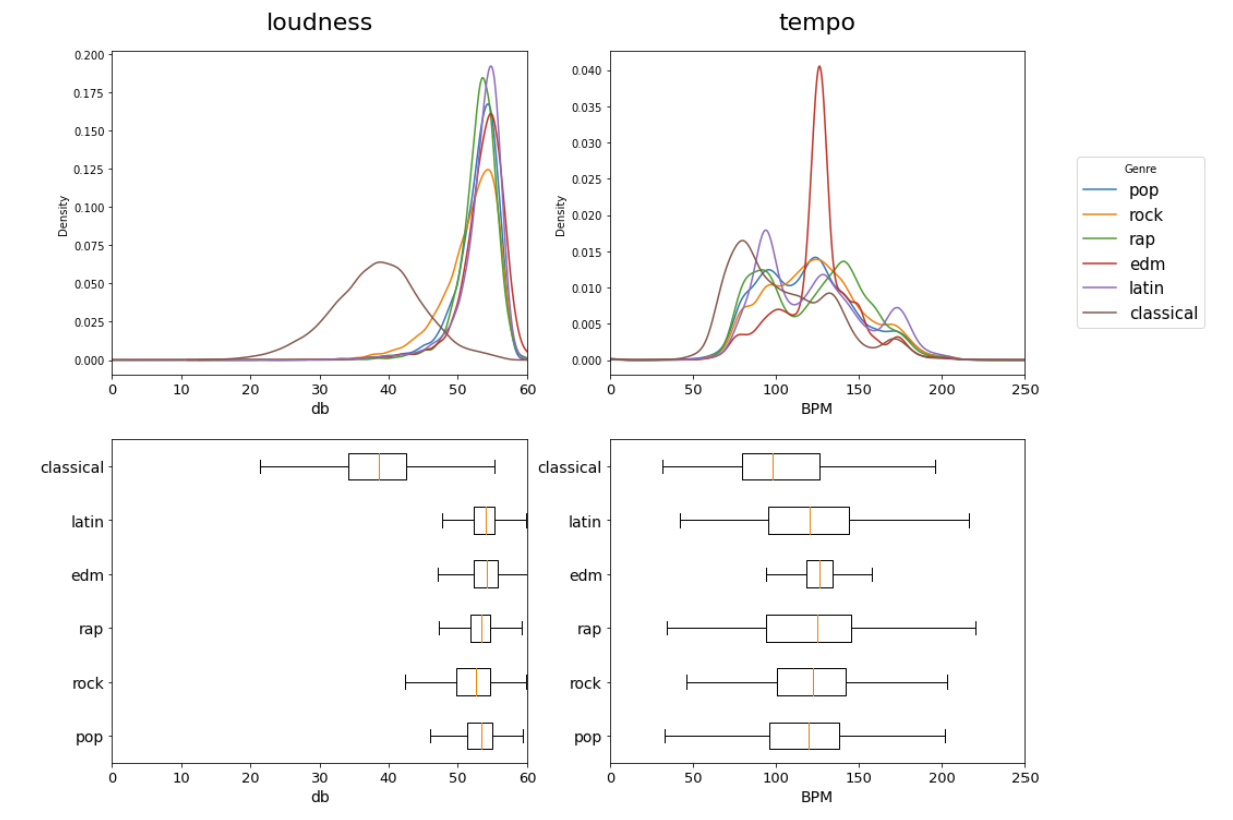 loudness
tempo
0.200
0.175
0.150
0.125
0.100
0.075
0.050
0.025
0.000
Density
0 10 20 30 40 50 60
db
0.040
0.035
0.030
0.025
0.020
0.015
0.010
0.005
0.000
Density
0 50 100 150 200 250
BPM
Genre
pop
rock
rap
edm
latin
classical
classical
latin
edm
rap
rock
pop
0 10 20 30 40 50 60
db
classical
latin
edm
rap
rock
pop
0 50 100 150 200 250
BPM